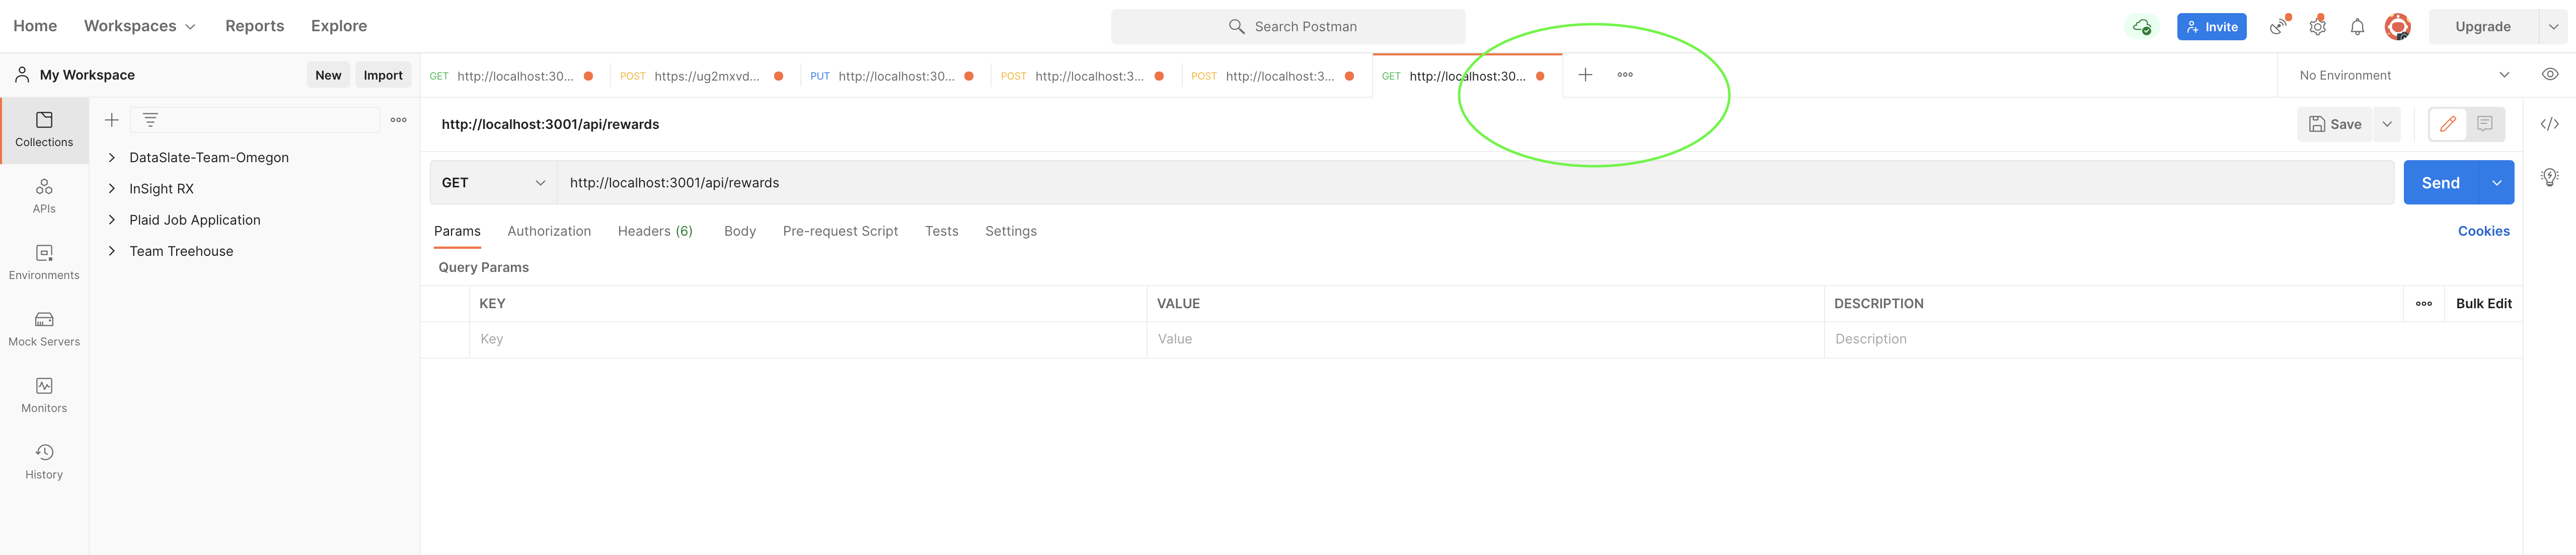 Home Workspaces Reports Explore Search Postman Invite Upgrade
My Workspace New Import GET http://localhost:30... POST https://ug2mxvd... PUT http://localhost:30... POST http://localhost:3... POST http://localhost:3... GET http://localhost:30... No Environment
Collections
APIs
Environments
Mock Servers
Monitors
History
DataSlate-Team-Omegon
InSight RX
Plaid Job Application
Team Treehouse
http://localhost:3001/api/rewards Save
GET http://localhost:3001/api/rewards Send
Params Authorization Headers (6) Body Pre-request Script Tests Settings Cookies
Query Params
KEY VALUE DESCRIPTION Bulk Edit
Key Value Description